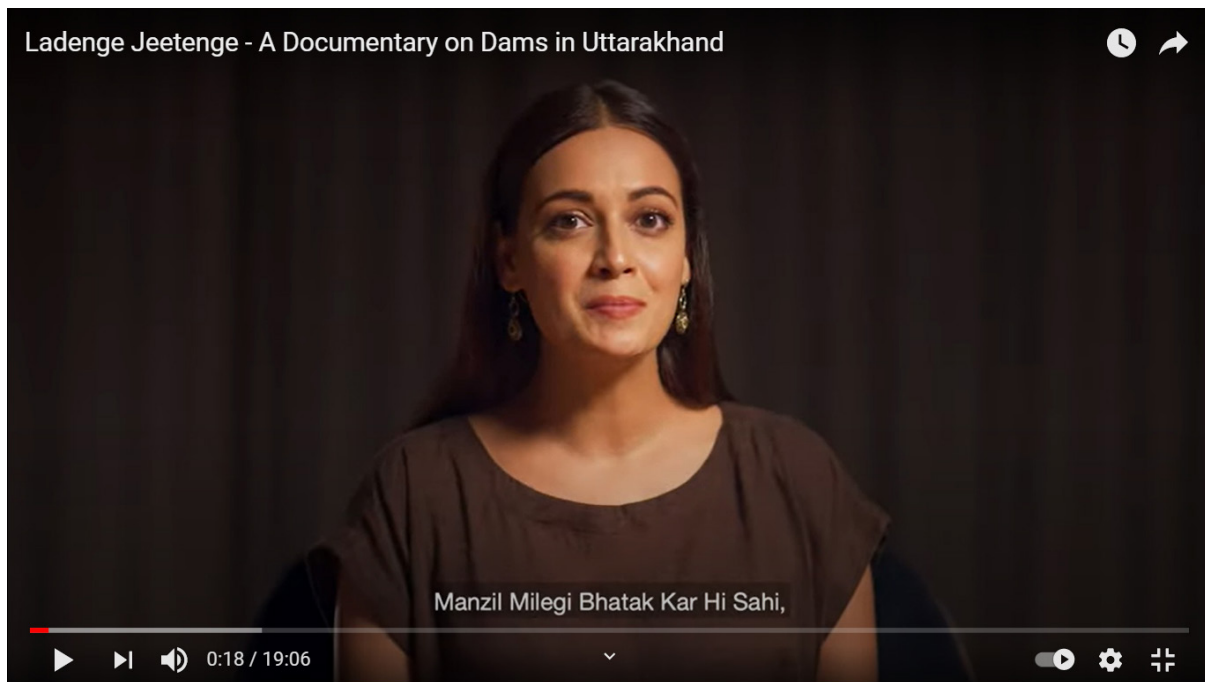 Ladenge Jeetenge - A Documentary on Dams in Uttarakhand
Manzil Milegi Bhatak Kar Hi Sahi,
0:18 / 19:06